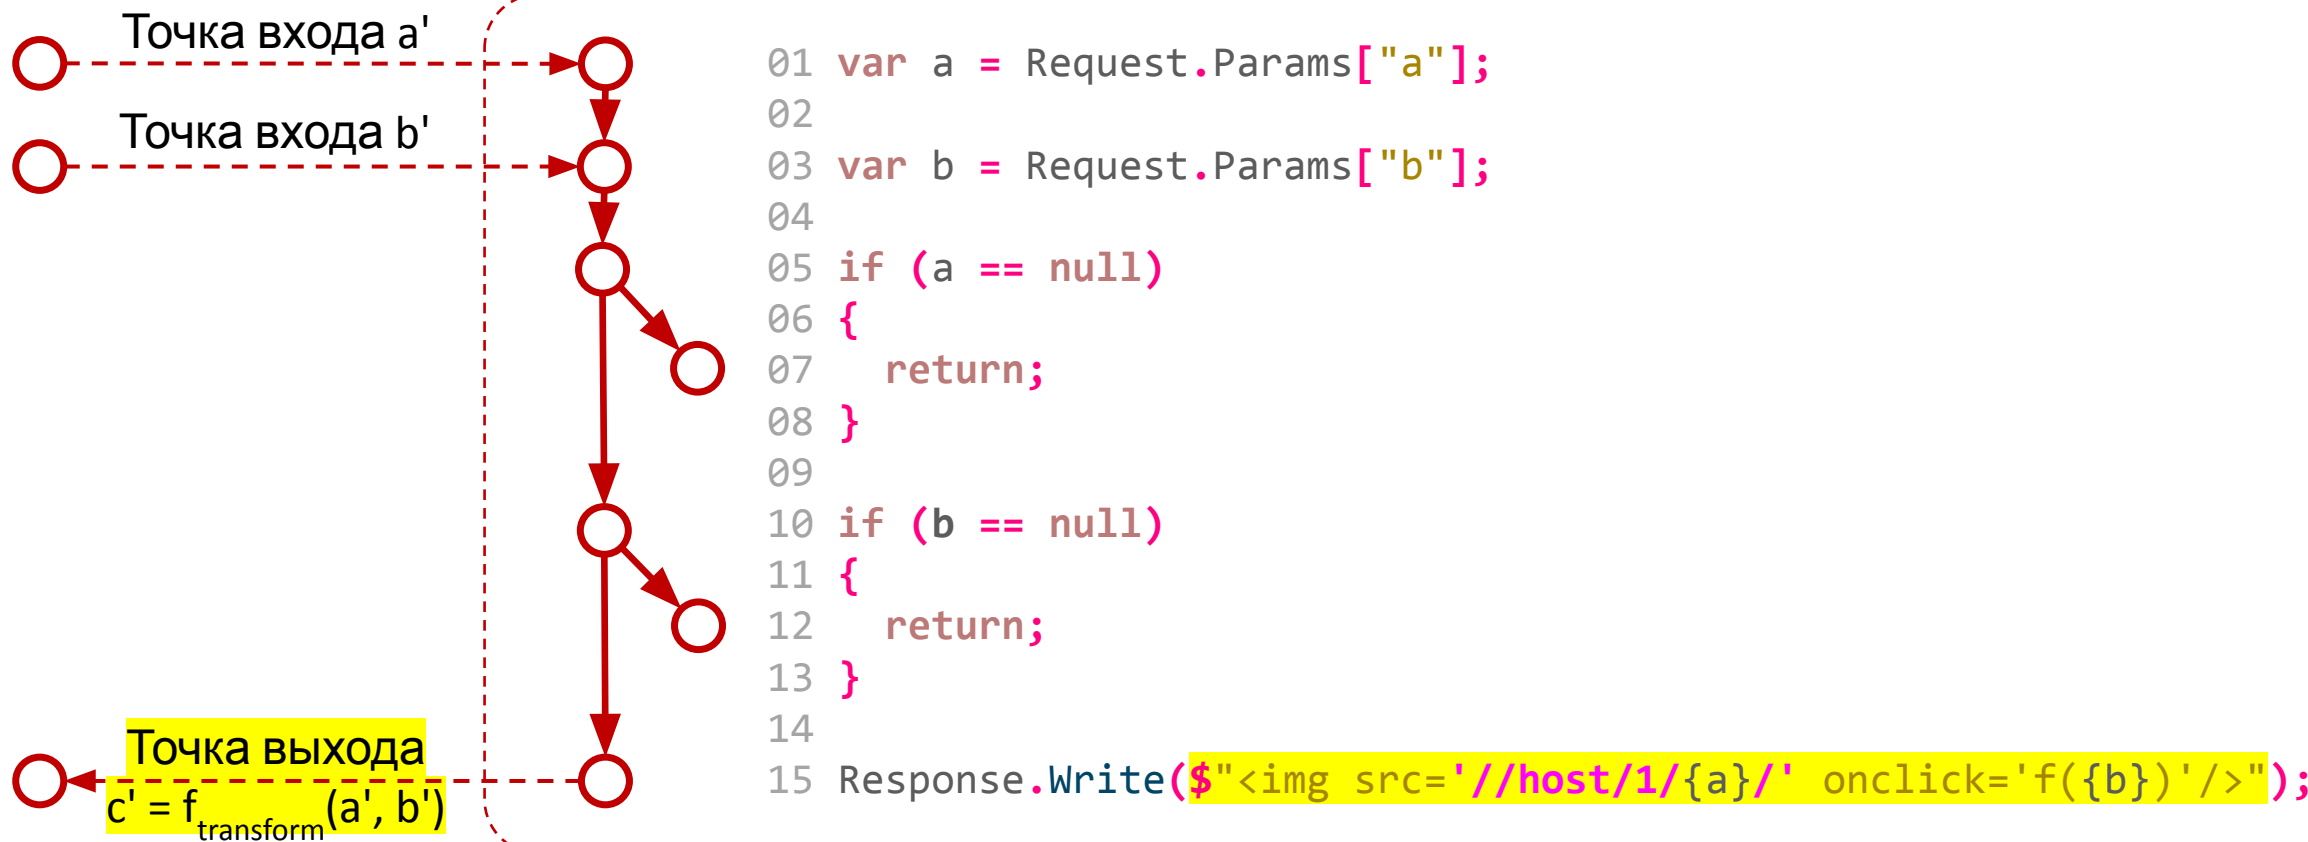 Точка входа a'
Точка входа b'
Точка выхода
c' = f transform (a', b')
01 var a = Request.Params["a"];
02
03 var b = Request.Params["b"];
04
05 if (a == null)
06 {
07   return;
08 }
09
10 if (b == null)
11 {
12   return;
13 }
14
15 Response.Write($"<img src='//host/1/{a}/' onclick='f({b})'/>");